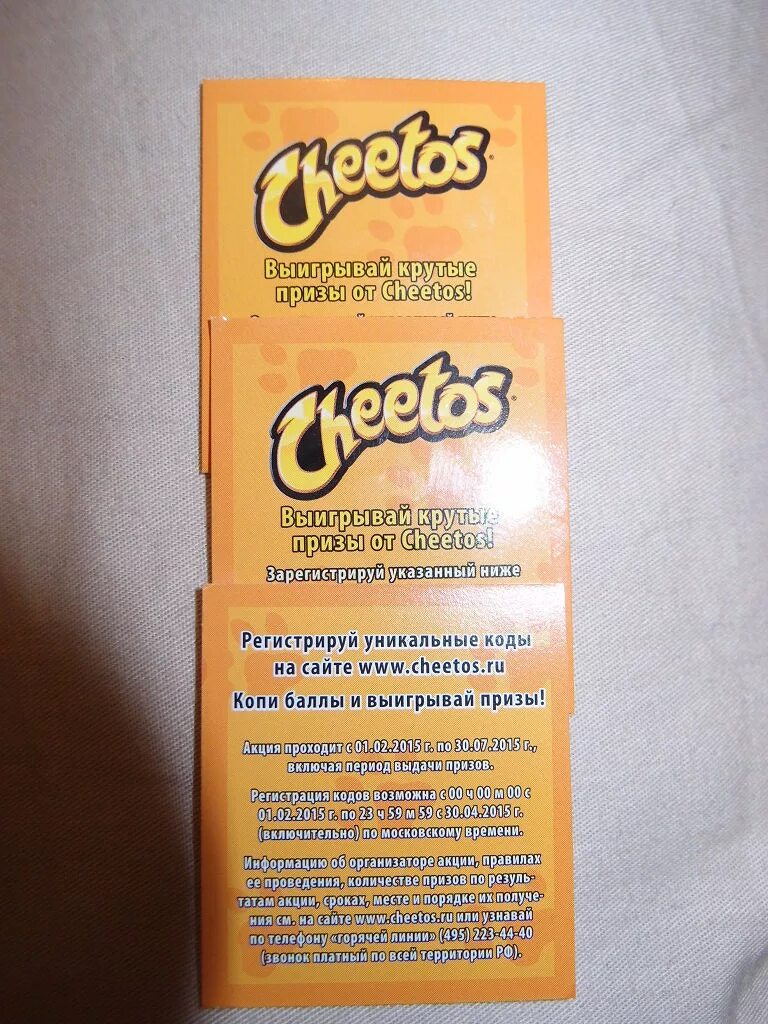 Cheetos
Выигрывай крутые
призы от Cheetos!
Cheetos
Выигрывай крутые
призы от Cheetos!
Зарегистрируй указанный ниже
Регистрируй уникальные коды
на сайте www.cheetos.ru
Копи баллы и выигрывай призы!
Акция проходит с 01.02.2015 г. по 30.07.2015 г.,
включая период выдачи призов.
Регистрация кодов возможна с 00 ч 00 м 00 с
01.02.2015 г. по 23 ч 59 м 59 с 30.04.2015 г.
(включительно) по московскому времени.
Информацию об организаторе акции, правилах
ее проведения, количестве призов по резуль-
татам акции, сроках, месте и порядке их получе-
ния см. на сайте www.cheetos.ru или узнавай
по телефону «горячей линии» (495) 223-44-40
(звонок платный по всей территории РФ).